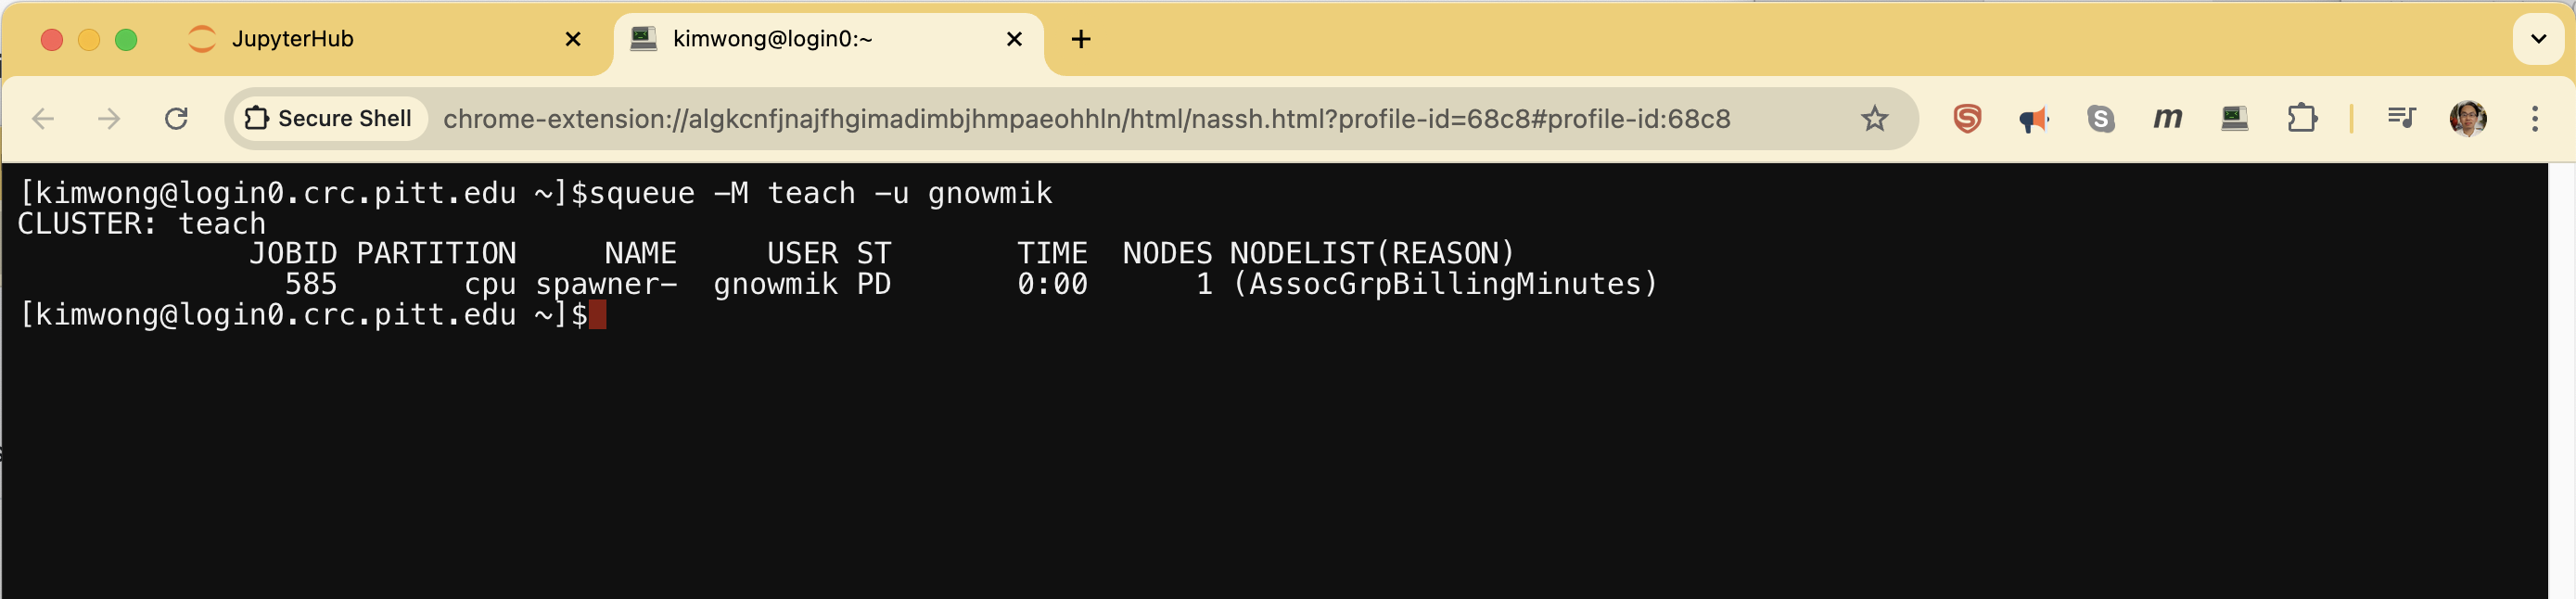 JupyterHub
kimwong@login0:~
Secure Shell chrome-extension://algkcnfjnajfhgimadimbjhmpaeohhln/html/nassh.html?profile-id=68c8#profile-id:68c8
[kimwong@login0.crc.pitt.edu ~]$squeue -M teach -u gnowmik
CLUSTER: teach
JOBID PARTITION NAME USER ST TIME NODES NODELIST(REASON)
585 cpu spawner- gnowmik PD 0:00 1 (AssocGrpBillingMinutes)
[kimwong@login0.crc.pitt.edu ~]$